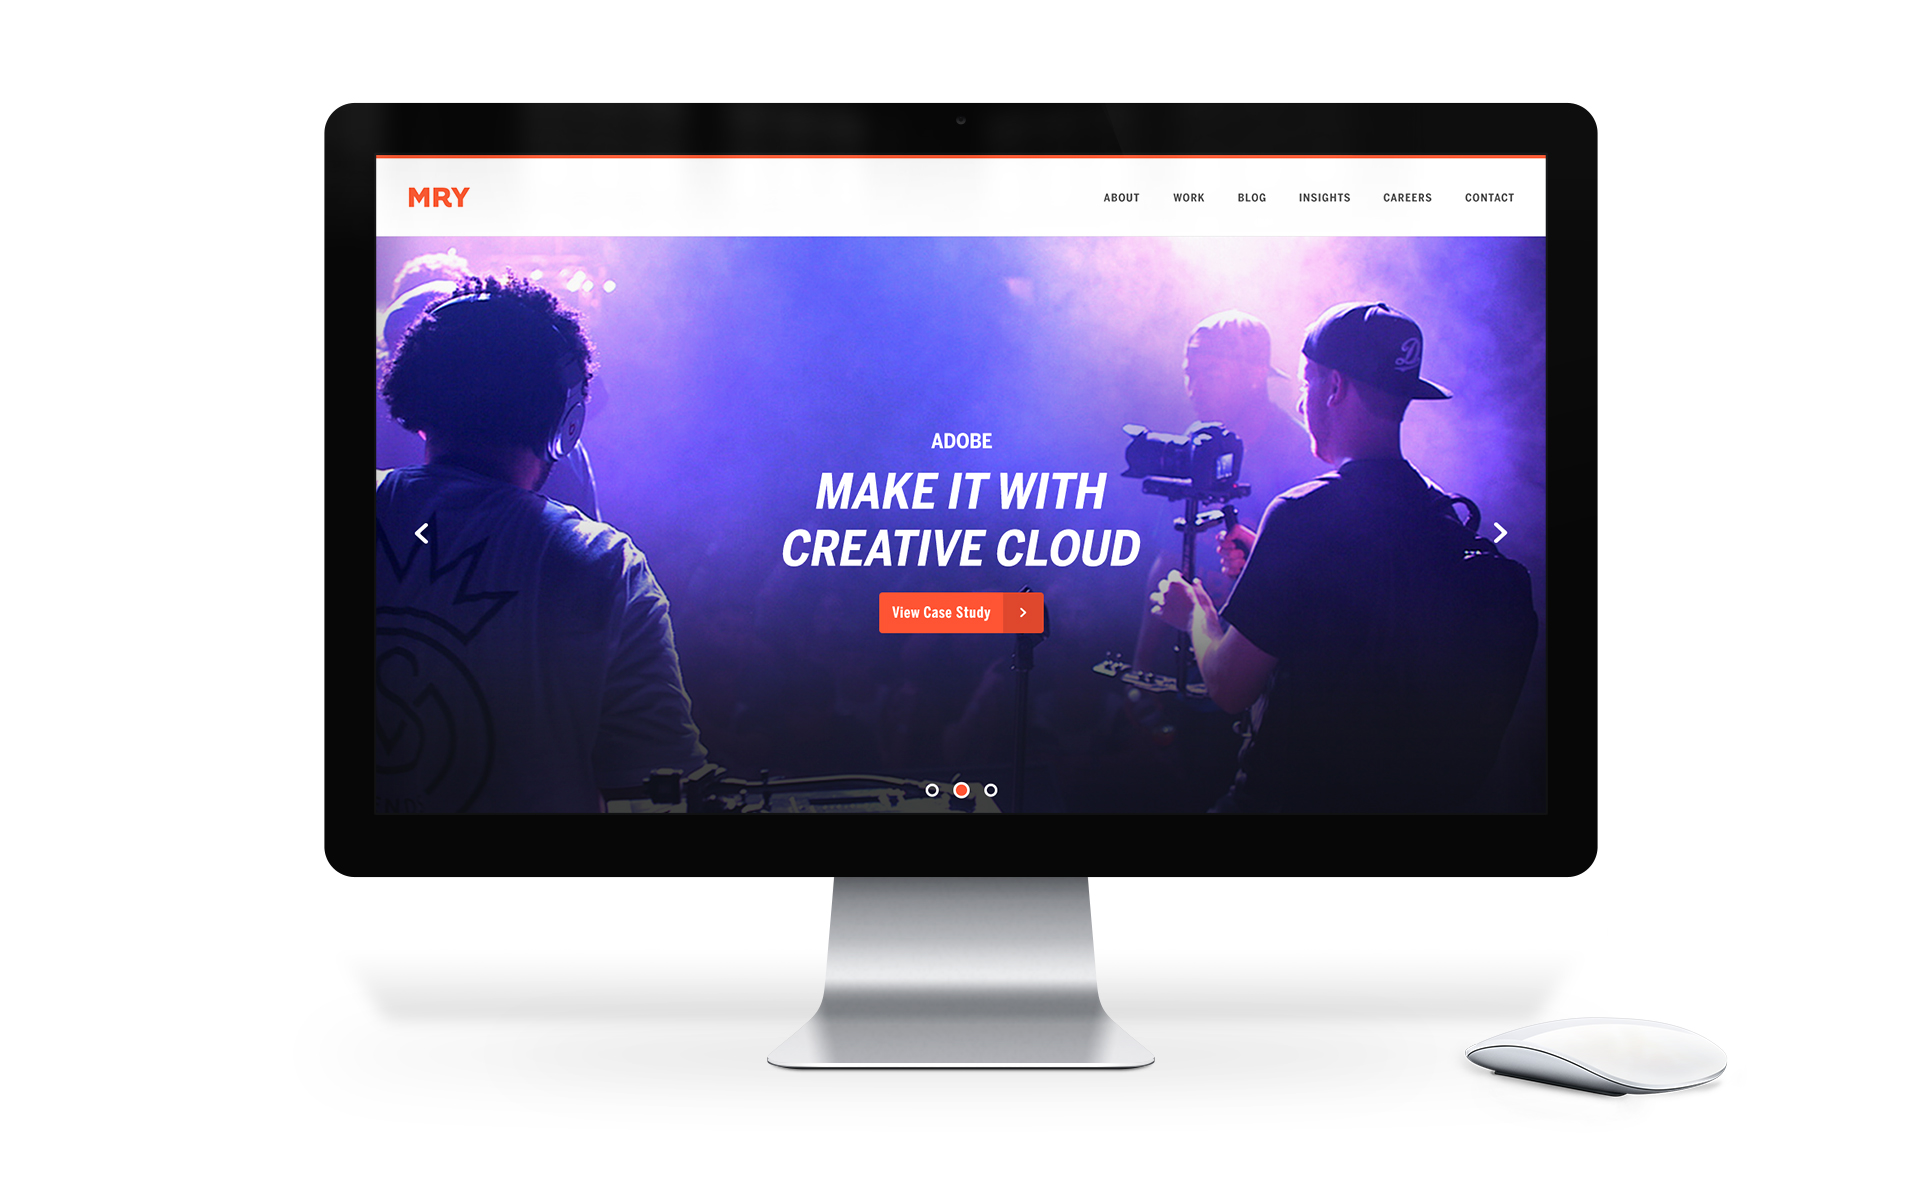 MRY
ABOUT WORK BLOG INSIGHTS CAREERS CONTACT
ADOBE
MAKE IT WITH
CREATIVE CLOUD
View Case Study